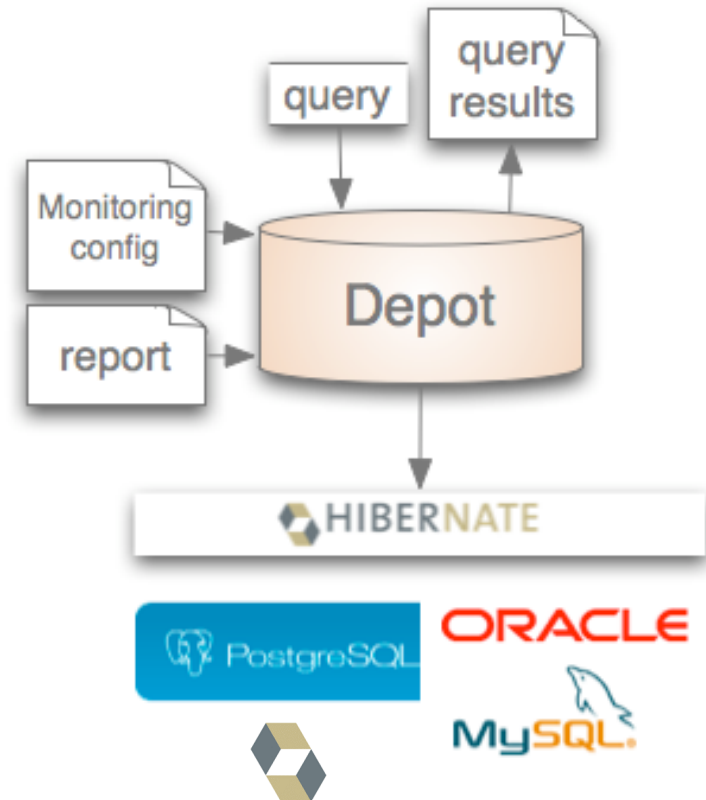 query
query
results
Monitoring
config
report
Depot
HIBERNATE
PostgreSQL
ORACLE
MySQL.